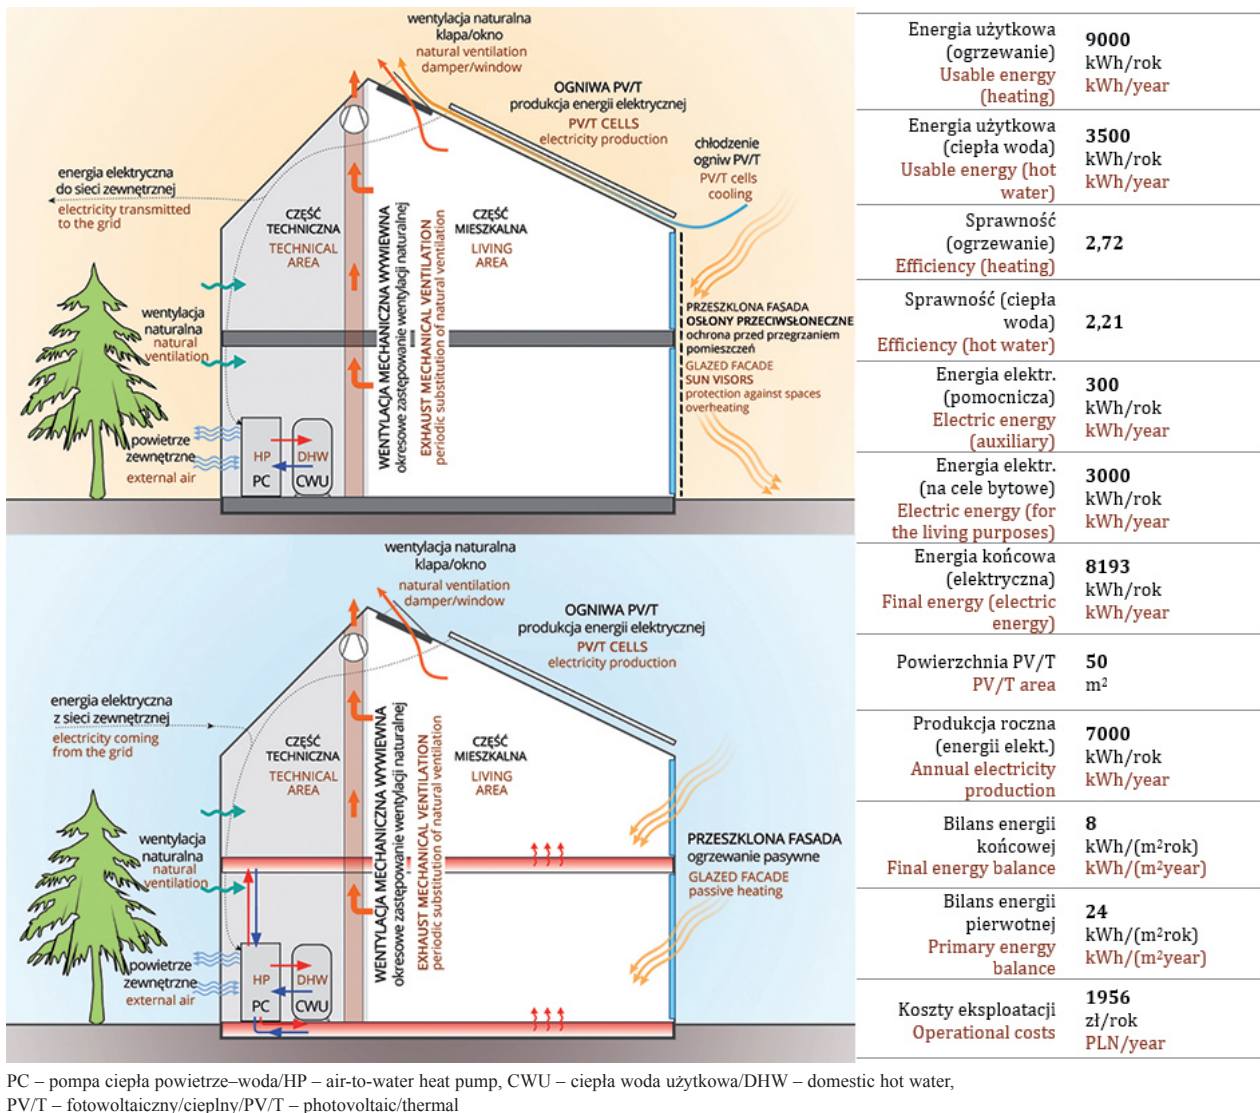 wentylacja naturalna
klapa/okno
natural ventilation
damper/window
OGNIWA PV/T
produkcja energii elektrycznej
PV/T CELLS
electricity production
chłodzenie
ogniw PV/T
PV/T cells
cooling
energia elektryczna
do sieci zewnętrznej
electricity transmitted
to the grid
CZĘŚĆ
TECHNICZNA
TECHNICAL
AREA
WENTYLACJA MECHANICZNA WYWIEWNA
okresowe zastępowanie wentylacji naturalnej
EXHAUST MECHANICAL VENTILATION
periodic substitution of natural ventilation
CZĘŚĆ
MIESZKALNA
LIVING
AREA
wentylacja
naturalna
natural
ventilation
PRZESZKLONA FASADA
OSŁONY PRZECIWSŁONECZNE
ochrona przed przegrzaniem
pomieszczeń
GLAZED FACADE
SUN VISORS
protection against spaces
overheating
powietrze
zewnętrzne
external air
HP
PC
DHW
CWU
wentylacja naturalna
klapa/okno
natural ventilation
damper/window
OGNIWA PV/T
produkcja energii elektrycznej
PV/T CELLS
electricity production
energia elektryczna
z sieci zewnętrznej
electricity coming
from the grid
CZĘŚĆ
TECHNICZNA
TECHNICAL
AREA
WENTYLACJA MECHANICZNA WYWIEWNA
okresowe zastępowanie wentylacji naturalnej
EXHAUST MECHANICAL VENTILATION
periodic substitution of natural ventilation
CZĘŚĆ
MIESZKALNA
LIVING
AREA
wentylacja
naturalna
natural
ventilation
PRZESZKLONA FASADA
ogrzewanie pasywne
GLAZED FACADE
passive heating
powietrze
zewnętrzne
external air
HP
PC
DHW
CWU
Energia użytkowa
(ogrzewanie)
Usable energy
(heating)
9000
kWh/rok
kWh/year
Energia użytkowa
(ciepła woda)
Usable energy (hot
water)
3500
kWh/rok
kWh/year
Sprawność
(ogrzewanie)
Efficiency (heating)
2,72
Sprawność (ciepła
woda)
Efficiency (hot water)
2,21
Energia elektr.
(pomocnicza)
Electric energy
(auxiliary)
300
kWh/rok
kWh/year
Energia elektr.
(na cele bytowe)
Electric energy (for
the living purposes)
3000
kWh/rok
kWh/year
Energia końcowa
(elektryczna)
Final energy (electric
energy)
8193
kWh/rok
kWh/year
Powierzchnia PV/T
PV/T area
50
m²
Produkcja roczna
(energii elekt.)
Annual electricity
production
7000
kWh/rok
kWh/year
Bilans energii
końcowej
Final energy balance
8
kWh/(m²rok)
kWh/(m²year)
Bilans energii
pierwotnej
Primary energy
balance
24
kWh/(m²rok)
kWh/(m²year)
Koszty eksploatacji
Operational costs
1956
zł/rok
PLN/year
PC – pompa ciepła powietrze–woda/HP – air-to-water heat pump, CWU – ciepła woda użytkowa/DHW – domestic hot water,
PV/T – fotowoltaiczny/cieplny/PV/T – photovoltaic/thermal